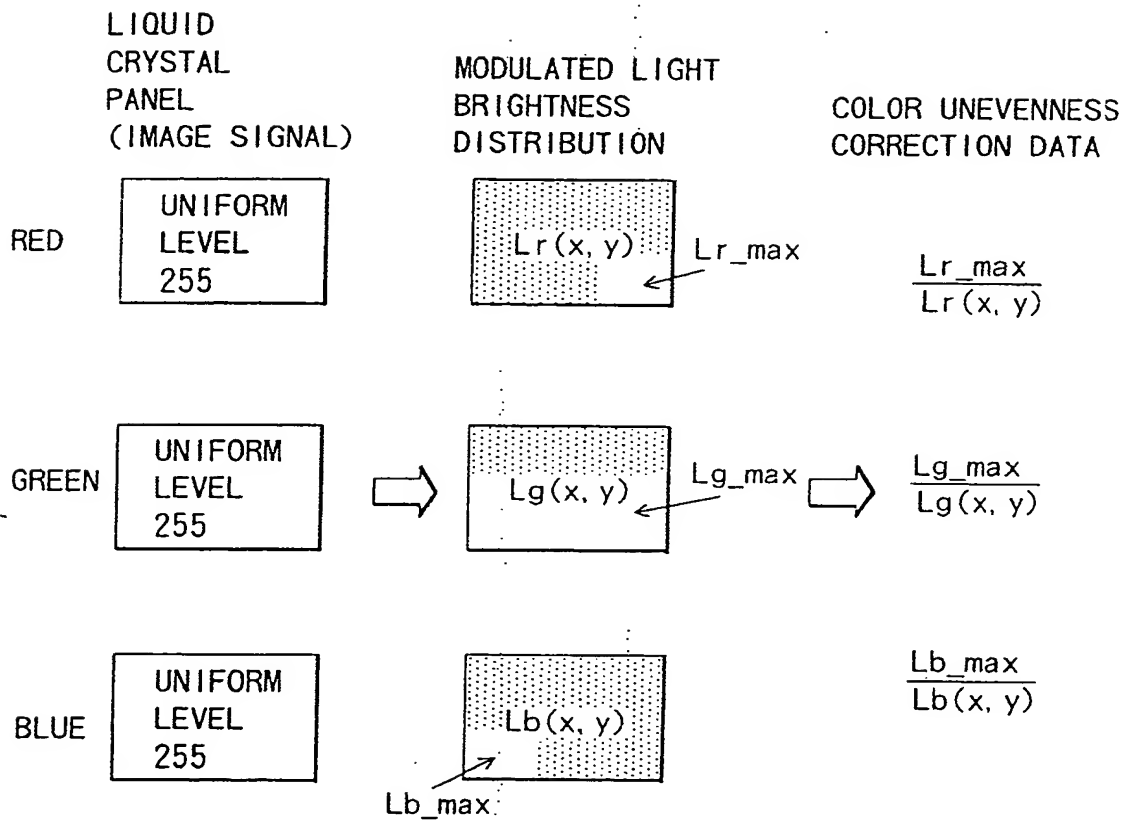 LIQUID
CRYSTAL
PANEL
(IMAGE SIGNAL)
MODULATED LIGHT
BRIGHTNESS
DISTRIBUTION
COLOR UNEVENNESS
CORRECTION DATA
RED
UNIFORM
LEVEL
255
Lr(x, y)
Lr_max
Lr_max
Lr(x, y)
GREEN
UNIFORM
LEVEL
255
Lg(x, y)
Lg_max
Lg_max
Lg(x, y)
BLUE
UNIFORM
LEVEL
255
Lb(x, y)
Lb_max
Lb_max
Lb(x, y)